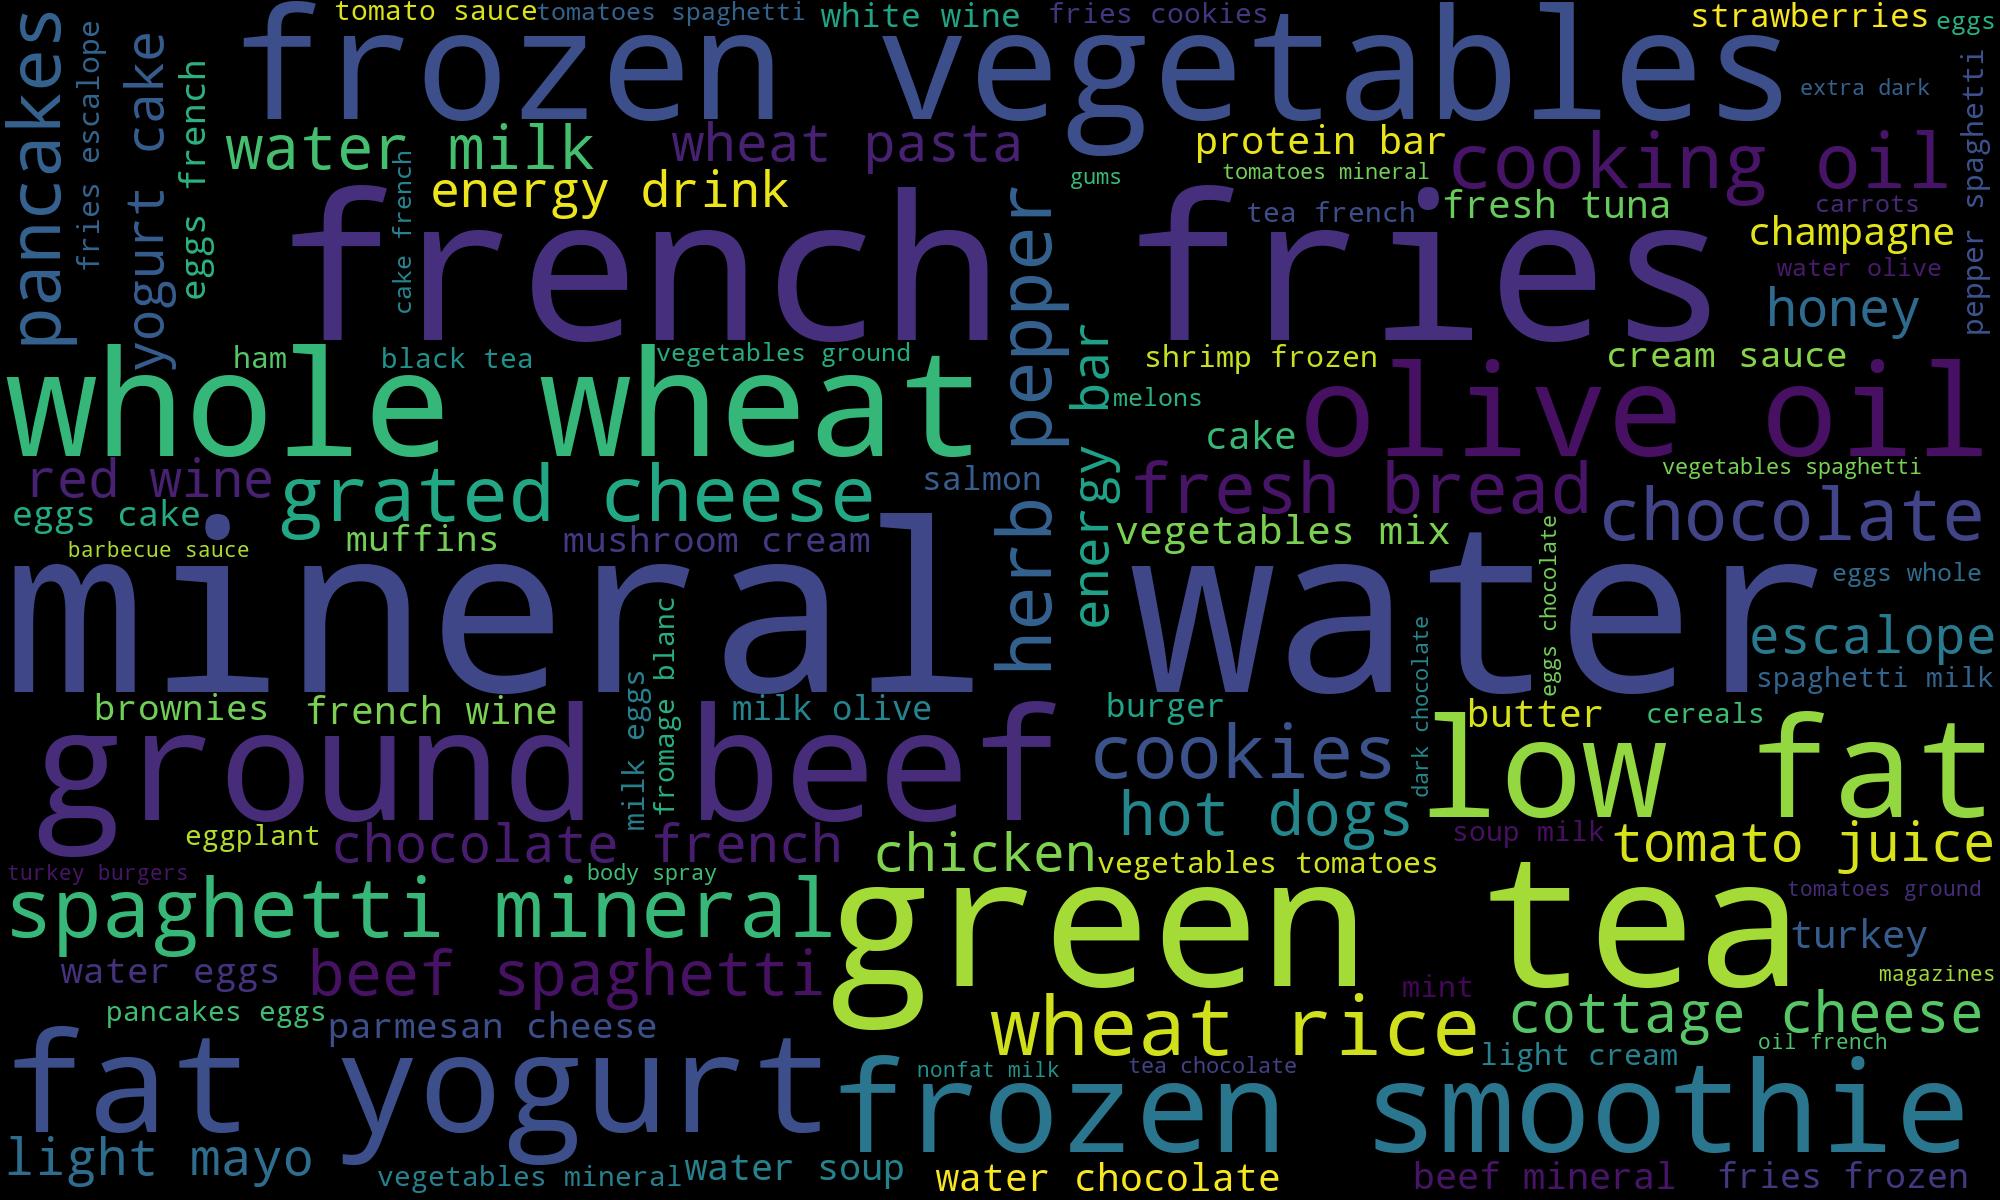 tomato sauce
tomatoes spaghetti
white wine
fries cookies
strawberries
eggs
frozen vegetables
pancakes
fries escalope
yogurt cake
eggs french
extra dark
pepper spaghetti
water milk
wheat pasta
protein bar
cooking oil
cake french
energy drink
gums
tomatoes mineral
french fries
tea french
fresh tuna
carrots
champagne
water olive
honey
herb pepper
energy bar
ham
black tea
vegetables ground
shrimp frozen
cream sauce
whole wheat
melons
olive oil
cake
red wine
grated cheese
salmon
fresh bread
vegetables spaghetti
eggs cake
chocolate
barbecue sauce
muffins
mushroom cream
vegetables mix
mineral water
eggs chocolate
eggs whole
fromage blanc
milk eggs
dark chocolate
escalope
spaghetti milk
brownies
french wine
milk olive
burger
butter
cereals
ground beef
cookies
low fat
hot dogs
eggplant
chocolate french
chicken
soup milk
tomato juice
vegetables tomatoes
turkey burgers
body spray
spaghetti mineral
green tea
tomatoes ground
turkey
water eggs
beef spaghetti
magazines
mint
pancakes eggs
parmesan cheese
wheat rice
cottage cheese
oil french
light cream
fat yogurt
nonfat milk
tea chocolate
frozen smoothie
light mayo
vegetables mineral
water soup
water chocolate
beef mineral
fries frozen